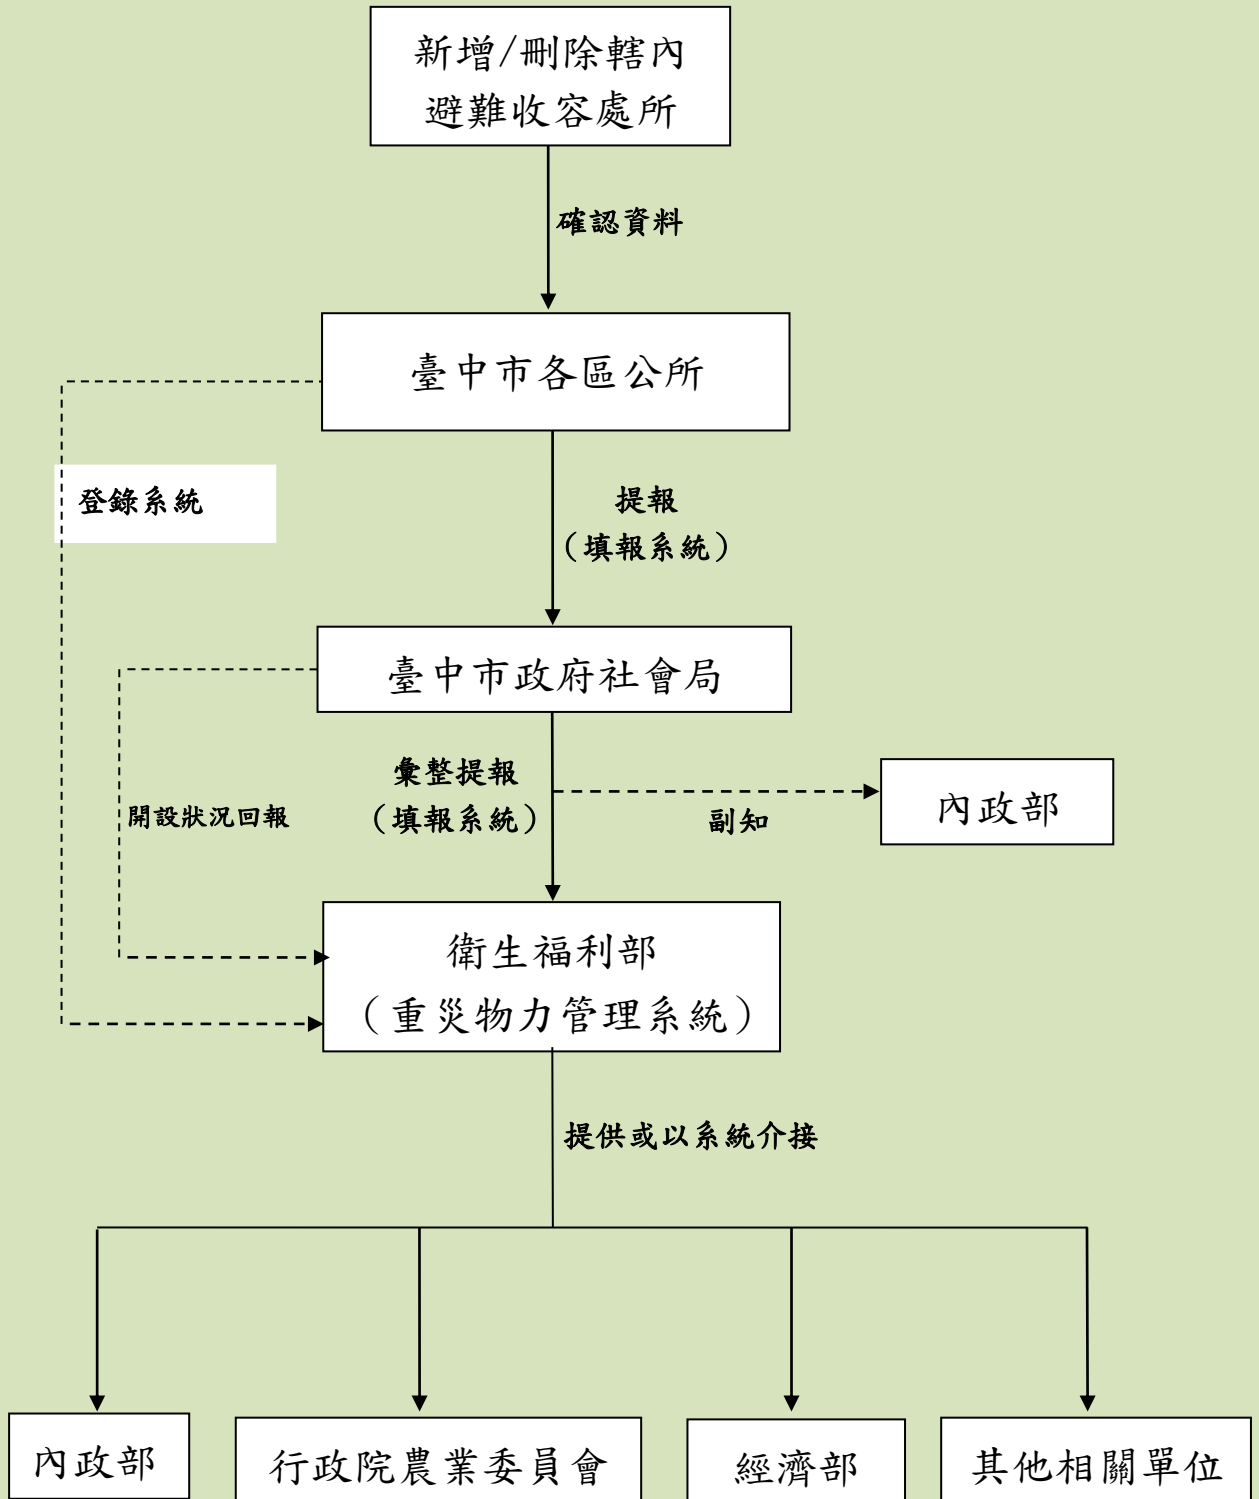 新增/刪除轄內
避難收容處所
確認資料
臺中市各區公所
登錄系統
提報
（填報系統）
臺中市政府社會局
彙整提報
（填報系統）
開設狀況回報
副知
內政部
衛生福利部
（重災物力管理系統）
提供或以系統介接
內政部
行政院農業委員會
經濟部
其他相關單位